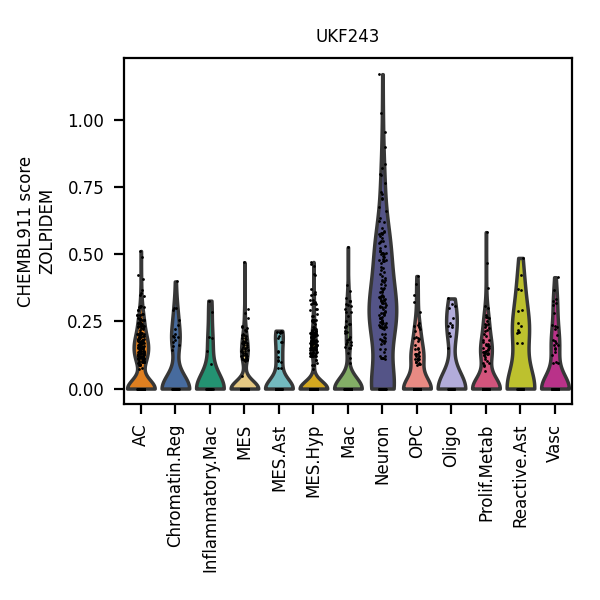 UKF243
CHEMBL911 score
ZOLPIDEM
1.00
0.75
0.50
0.25
0.00
AC
Chromatin.Reg
Inflammatory.Mac
MES
MES.Ast
MES.Hyp
Mac
Neuron
OPC
Oligo
Prolif.Metab
Reactive.Ast
Vasc